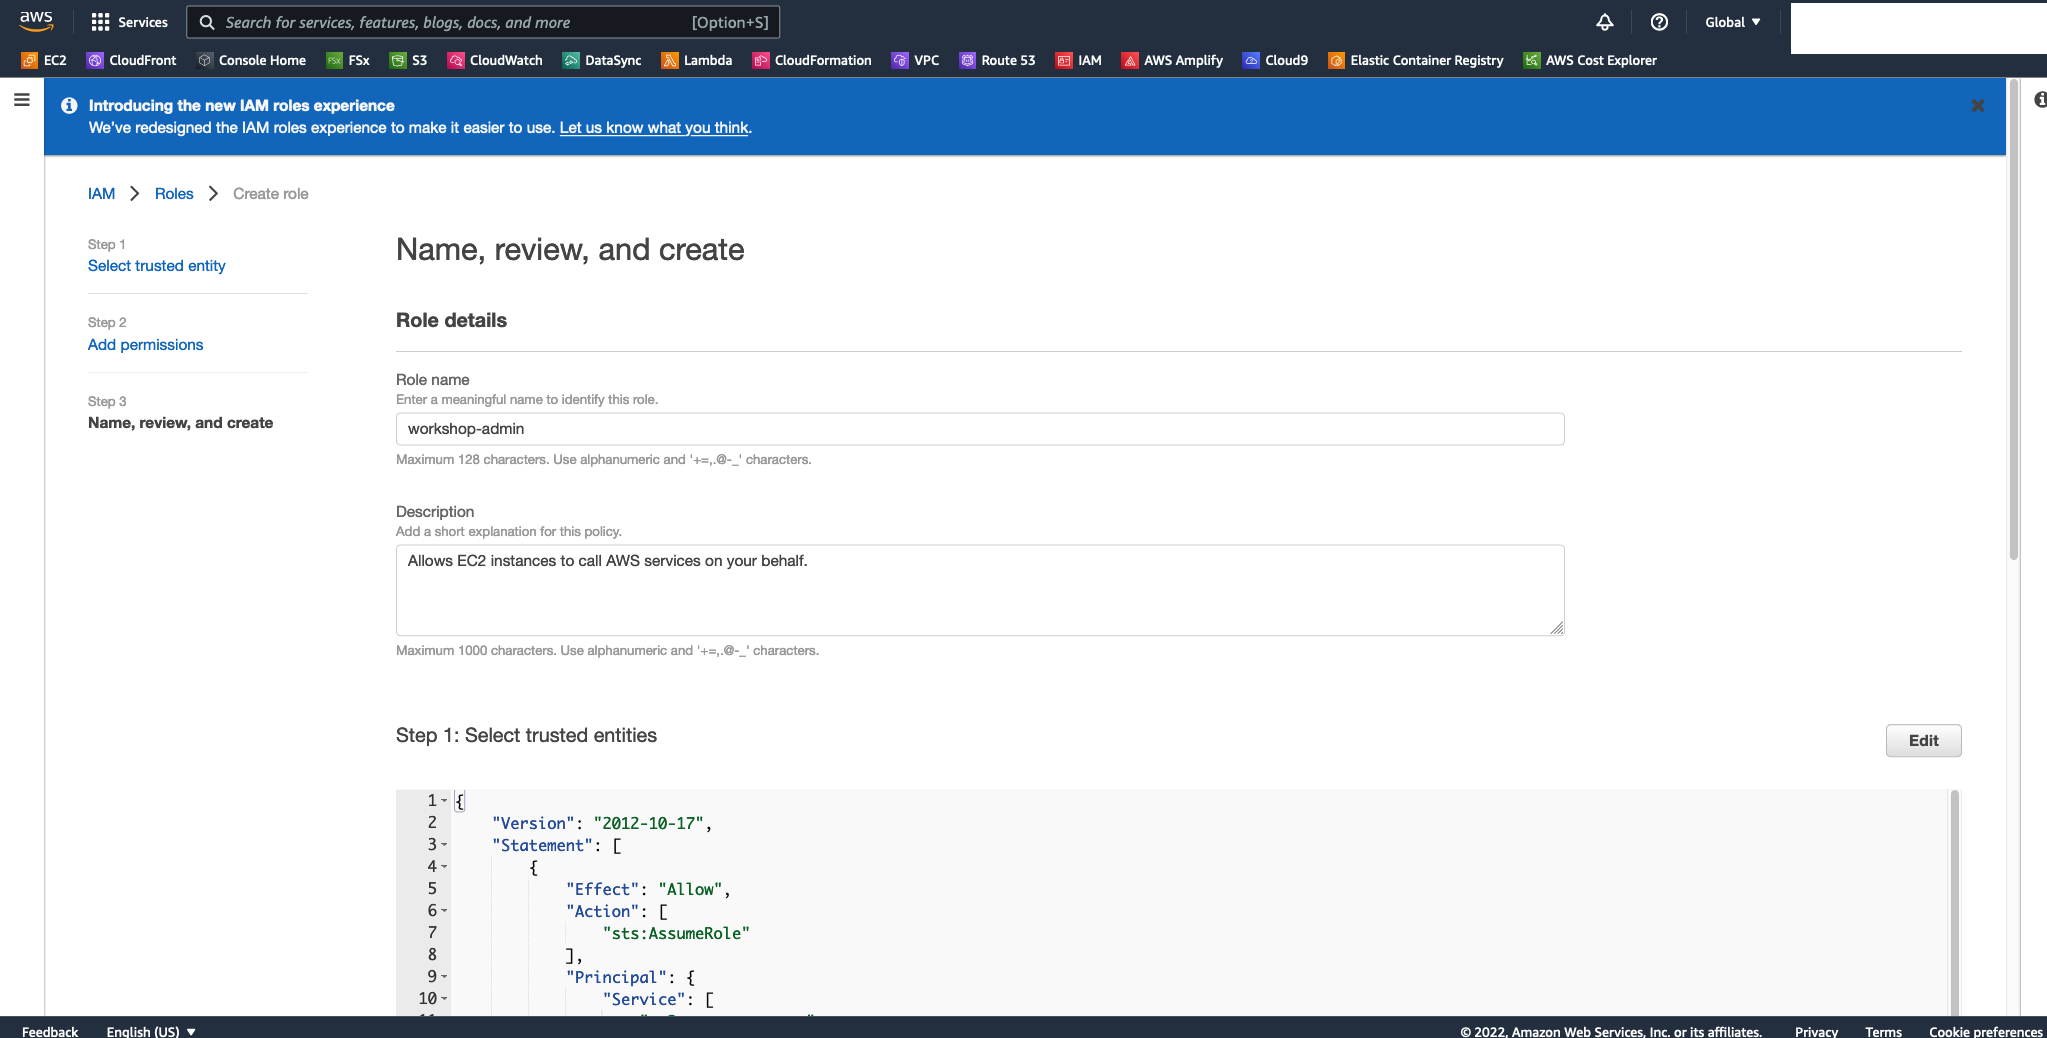 aws
Services
Search for services, features, blogs, docs, and more
[Option+S]
Global
EC2
CloudFront
Console Home
FSx
S3
CloudWatch
DataSync
Lambda
CloudFormation
VPC
Route 53
IAM
AWS Amplify
Cloud9
Elastic Container Registry
AWS Cost Explorer
Introducing the new IAM roles experience
We've redesigned the IAM roles experience to make it easier to use. Let us know what you think.
IAM
Roles
Create role
Step 1
Select trusted entity
Step 2
Add permissions
Step 3
Name, review, and create
Name, review, and create
Role details
Role name
Enter a meaningful name to identify this role.
workshop-admin
Maximum 128 characters. Use alphanumeric and '+=,.@-_' characters.
Description
Add a short explanation for this policy.
Allows EC2 instances to call AWS services on your behalf.
Maximum 1000 characters. Use alphanumeric and '+=,.@-_' characters.
Step 1: Select trusted entities
Edit
1 {
2 "Version": "2012-10-17",
3 "Statement": [
4 {
5 "Effect": "Allow",
6 "Action": [
7 "sts:AssumeRole"
8 ],
9 "Principal": {
10 "Service": [
Feedback
English (US)
© 2022, Amazon Web Services, Inc. or its affiliates.
Privacy
Terms
Cookie preferences